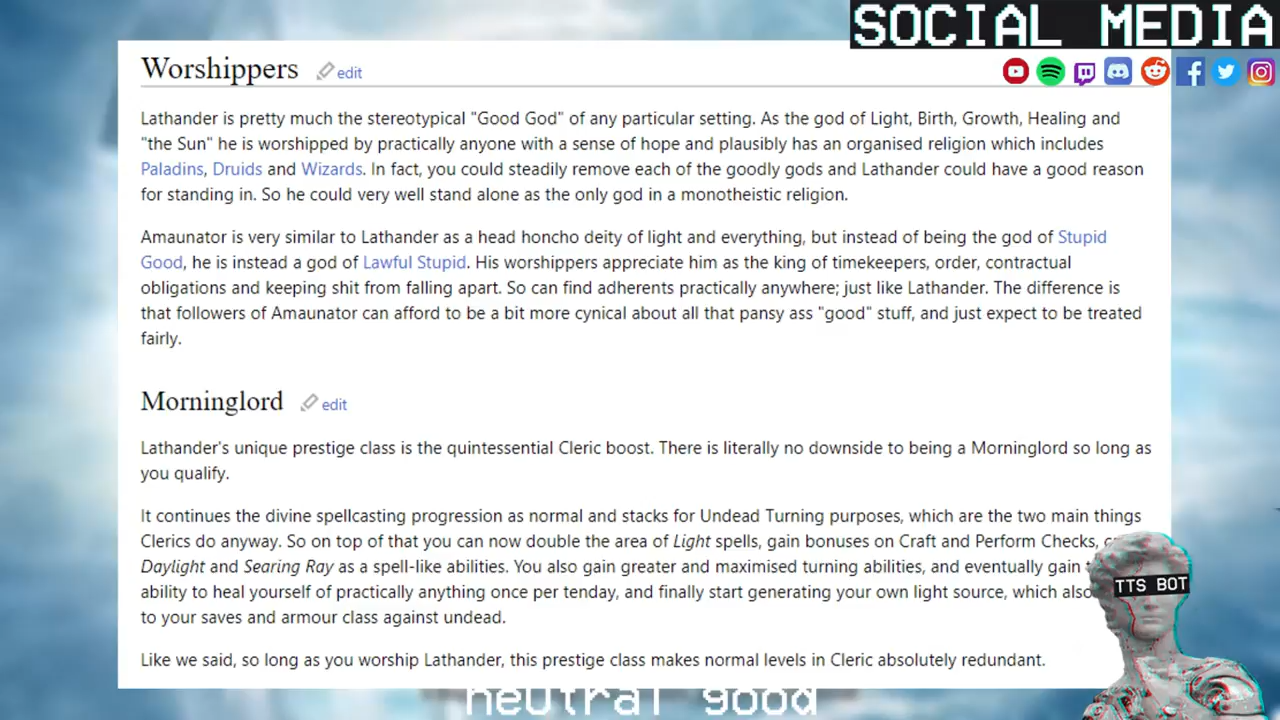 SOCIAL MEDIA
Worshippers edit
Lathander is pretty much the stereotypical "Good God" of any particular setting. As the god of Light, Birth, Growth, Healing and
"the Sun" he is worshipped by practically anyone with a sense of hope and plausibly has an organised religion which includes
Paladins, Druids and Wizards. In fact, you could steadily remove each of the goodly gods and Lathander could have a good reason
for standing in. So he could very well stand alone as the only god in a monotheistic religion.
Amaunator is very similar to Lathander as a head honcho deity of light and everything, but instead of being the god of Stupid
Good, he is instead a god of Lawful Stupid. His worshippers appreciate him as the king of timekeepers, order, contractual
obligations and keeping shit from falling apart. So can find adherents practically anywhere; just like Lathander. The difference is
that followers of Amaunator can afford to be a bit more cynical about all that pansy ass "good" stuff, and just expect to be treated
fairly.
Morninglord edit
Lathander's unique prestige class is the quintessential Cleric boost. There is literally no downside to being a Morninglord so long as
you qualify.
It continues the divine spellcasting progression as normal and stacks for Undead Turning purposes, which are the two main things
Clerics do anyway. So on top of that you can now double the area of Light spells, gain bonuses on Craft and Perform Checks,
Daylight and Searing Ray as a spell-like abilities. You also gain greater and maximised turning abilities, and eventually gain
ability to heal yourself of practically anything once per tenday, and finally start generating your own light source, which also
to your saves and armour class against undead.
Like we said, so long as you worship Lathander, this prestige class makes normal levels in Cleric absolutely redundant.
TTS BOT
neutral good